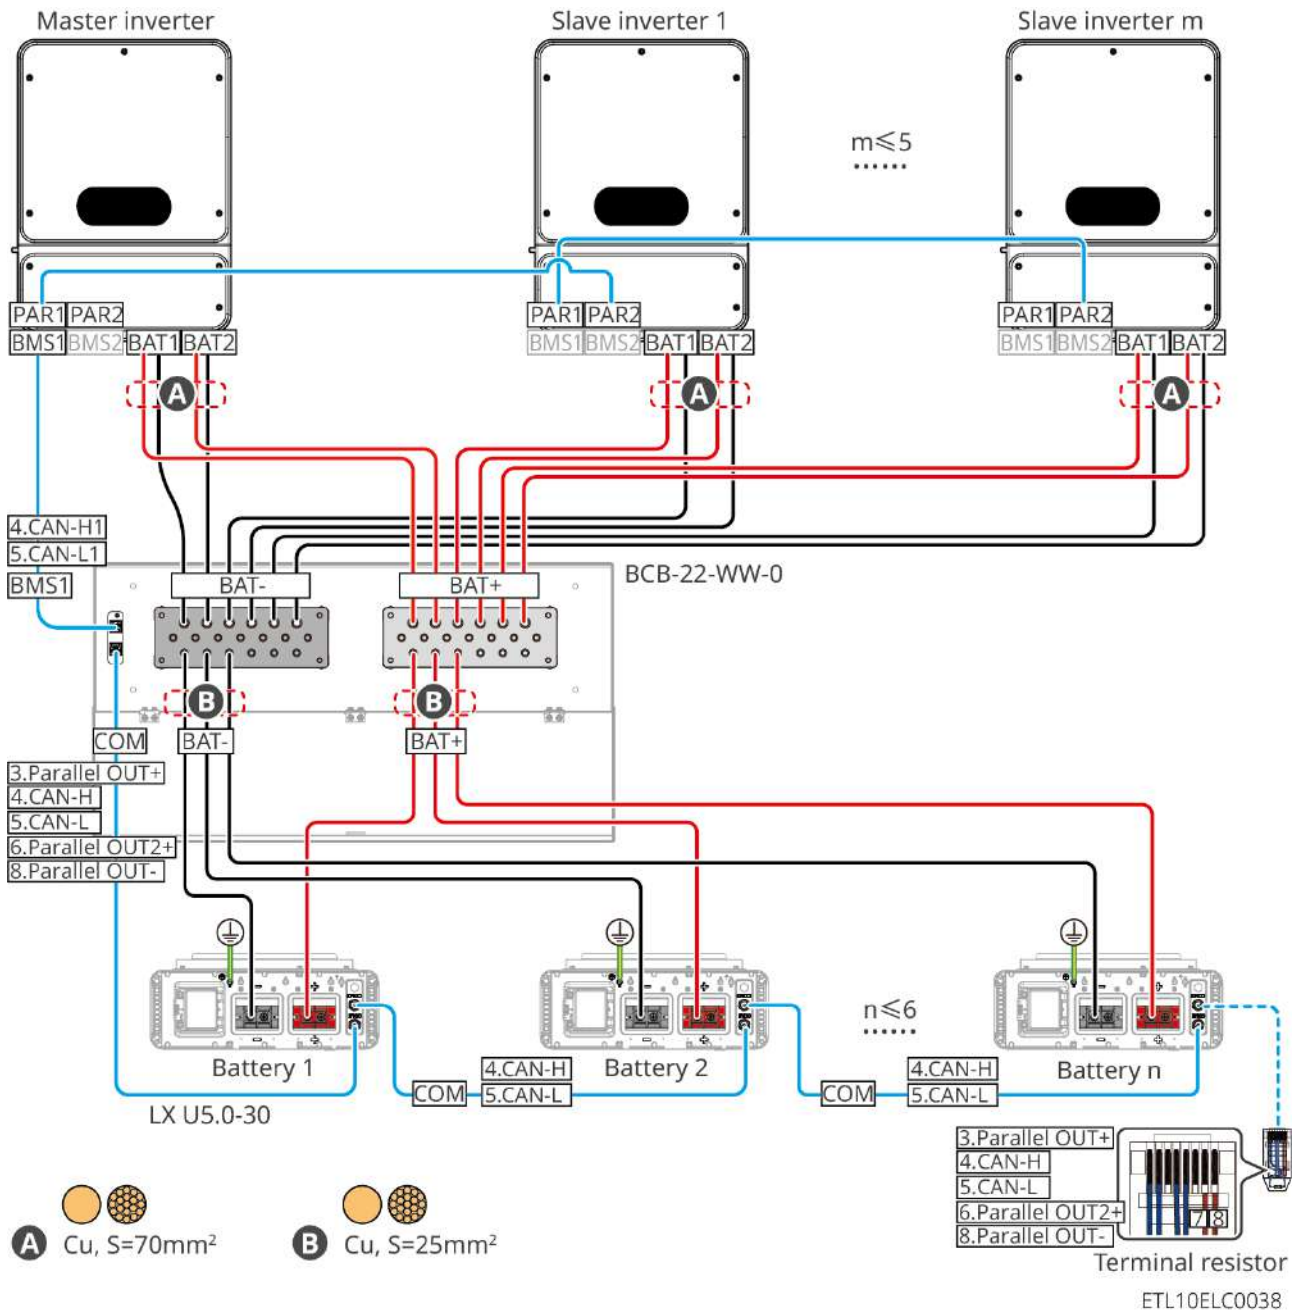 Master inverter
Slave inverter 1
Slave inverter m
m≤5
......
PAR1 PAR2
PAR1 PAR2
PAR1 PAR2
BMS1 BMS2 BAT1 BAT2
BMS1 BMS2 BAT1 BAT2
BMS1 BMS2 BAT1 BAT2
A
A
A
4.CAN-H1
5.CAN-L1
BMS1
BAT-
BAT+
BCB-22-WW-0
B
B
COM
BAT-
BAT+
3.Parallel OUT+
4.CAN-H
5.CAN-L
6.Parallel OUT2+
8.Parallel OUT-
- +
- +
- +
n≤6
......
- +
- +
- +
Battery 1
Battery 2
Battery n
COM
4.CAN-H
5.CAN-L
COM
4.CAN-H
5.CAN-L
LX U5.0-30
3.Parallel OUT+
4.CAN-H
5.CAN-L
6.Parallel OUT2+
8.Parallel OUT-
7 8
Terminal resistor
A Cu, S=70mm²
B Cu, S=25mm²
ETL10ELC0038